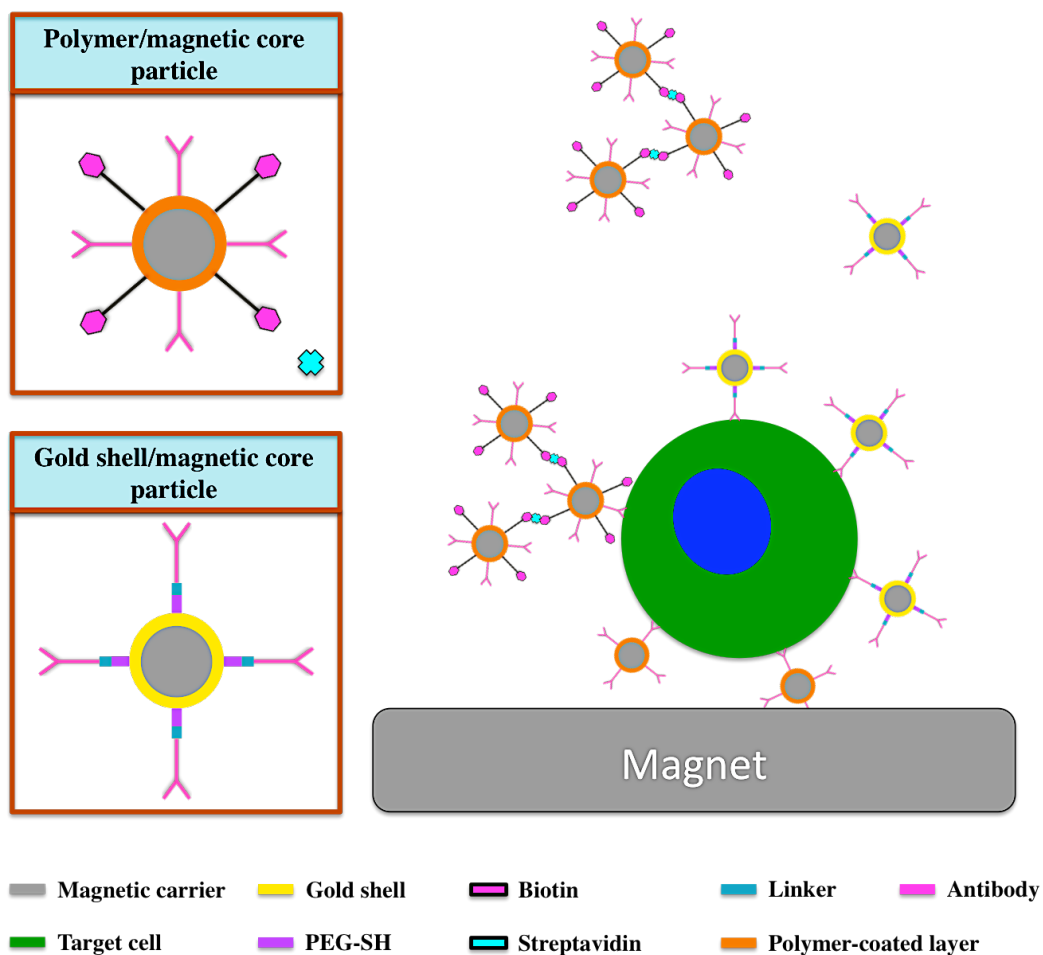 Polymer/magnetic core
particle
Gold shell/magnetic core
particle
Magnet
Magnetic carrier
Gold shell
Biotin
Linker
Antibody
Target cell
PEG-SH
Streptavidin
Polymer-coated layer